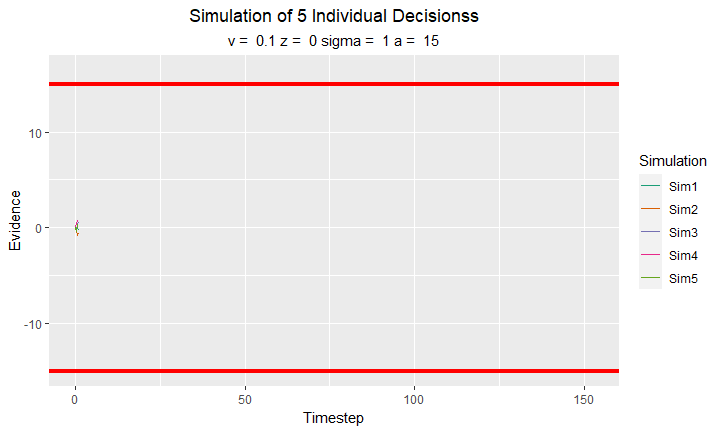 Simulation of 5 Individual Decisionss
v =  0.1 z =  0 sigma =  1 a =  15
10
0
-10
Evidence
0
50
100
150
Timestep
Simulation
Sim1
Sim2
Sim3
Sim4
Sim5